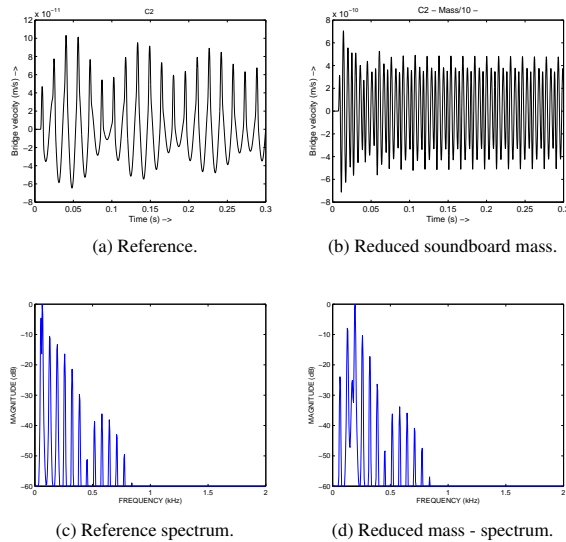 C2
x 10⁻¹¹
12
10
8
6
4
2
0
−2
−4
−6
−8
Bridge velocity (m/s) −>
0 0.05 0.1 0.15 0.2 0.25 0.3
Time (s) −>
(a) Reference.
C2 − Mass/10 −
x 10⁻¹⁰
8
6
4
2
0
−2
−4
−6
−8
Bridge velocity (m/s) −>
0 0.05 0.1 0.15 0.2 0.25 0.3
Time (s) −>
(b) Reduced soundboard mass.
0
−10
−20
−30
−40
−50
−60
MAGNITUDE (dB)
0 0.5 1 1.5 2
FREQUENCY (kHz)
(c) Reference spectrum.
0
−10
−20
−30
−40
−50
−60
MAGNITUDE (dB)
0 0.5 1 1.5 2
FREQUENCY (kHz)
(d) Reduced mass - spectrum.